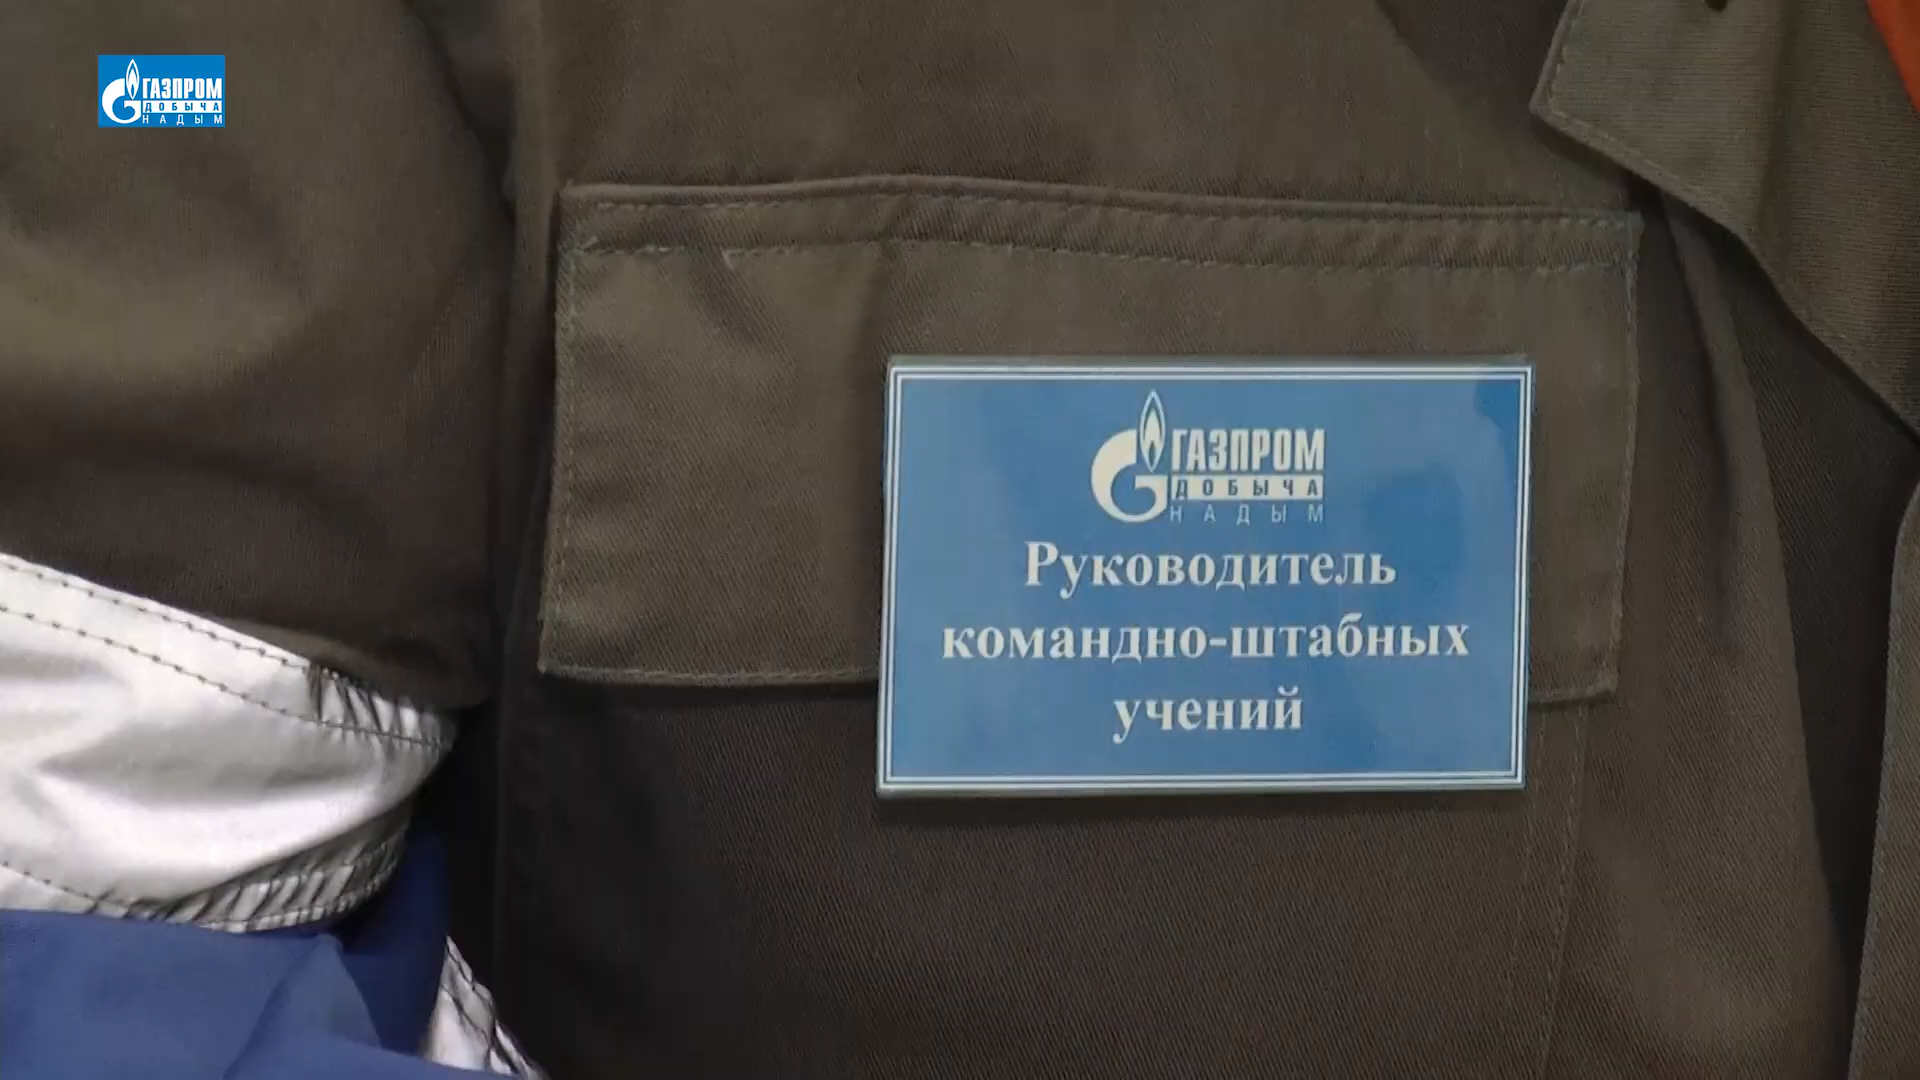 ГАЗПРОМ
ДОБЫЧА
НАДЫМ
ГАЗПРОМ
ДОБЫЧА
НАДЫМ
Руководитель
командно-штабных
учений